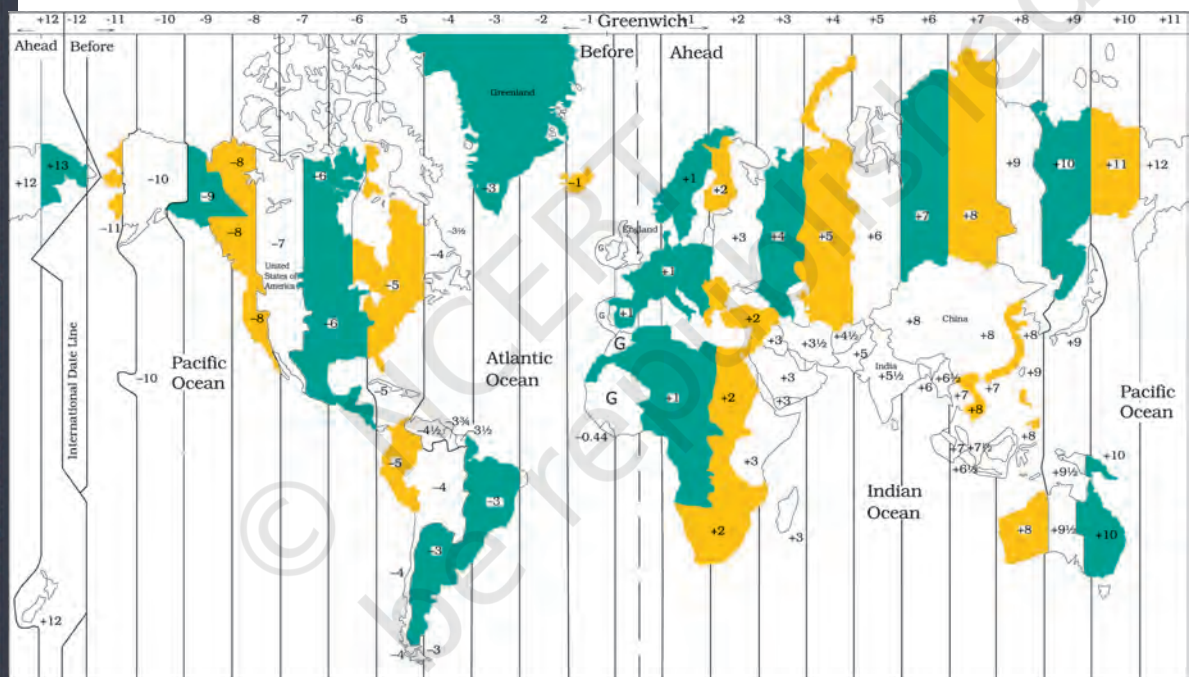 +12 -12 -11 -10 -9 -8 -7 -6 -5 -4 -3 -2 -1 Greenwich +1 +2 +3 +4 +5 +6 +7 +8 +9 +10 +11
Ahead Before Before Ahead
Greenland
+13 -8 -6 +12 -10 -9 -3 -1 +1 +2 +9 +10 +11 +12
-11 -8 -7 -3½ -4 England G +3 +4 +5 +6 +7 +8
United
States of
America
-5
+1
-8 -6 G +1 +2 +8 China +8 +8 +9
G +3 +3½ +4½ +5
Pacific
Ocean
Atlantic
Ocean
India
+5½ +6 +6½ +7 +7 +9
-10 -5 +3 +3
Pacific
Ocean
International Date Line
G +1 +2 +8
-4½ -3¾ -3½ -0.44
-5 -4 +3 +7 +7½ +8 +6½ +9½ +10
Indian
Ocean
-3 -3 +2 +3 +8 +9½ +10
-4
+12 -4 -3
© NCERT
be republished